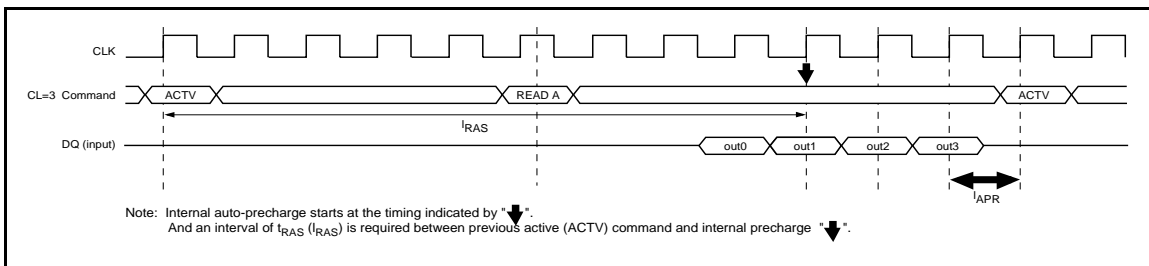 CLK
CL=3 Command ACTV READ A ACTV
lRAS
DQ (input) out0 out1 out2 out3
lAPR
Note: Internal auto-precharge starts at the timing indicated by " ".
And an interval of tRAS (lRAS) is required between previous active (ACTV) command and internal precharge " ".